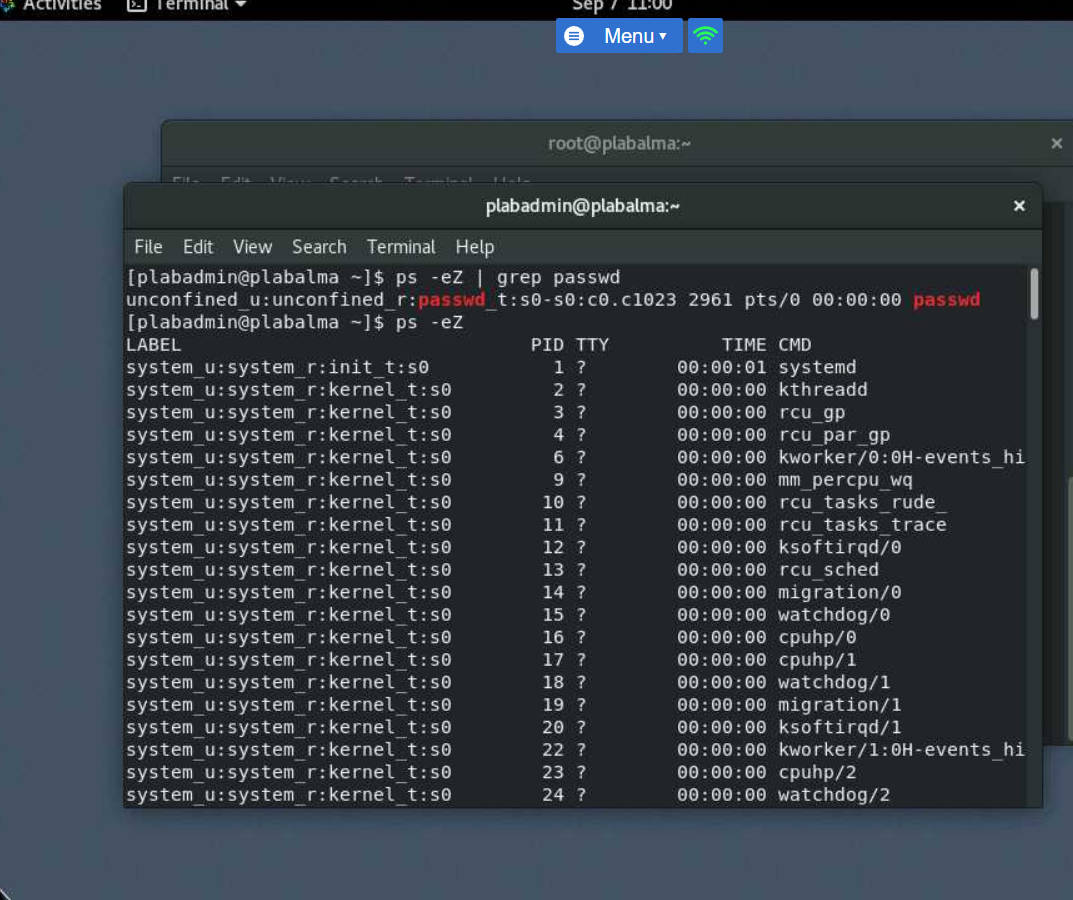 Activities Terminal Sep 7 11:00
Menu
root@plabalma:~
File Edit View Search Terminal Help
plabadmin@plabalma:~
File Edit View Search Terminal Help
[plabadmin@plabalma ~]$ ps -eZ | grep passwd
unconfined_u:unconfined_r:passwd_t:s0-s0:c0.c1023 2961 pts/0 00:00:00 passwd
[plabadmin@plabalma ~]$ ps -eZ
LABEL PID TTY TIME CMD
system_u:system_r:init_t:s0 1 ? 00:00:01 systemd
system_u:system_r:kernel_t:s0 2 ? 00:00:00 kthreadd
system_u:system_r:kernel_t:s0 3 ? 00:00:00 rcu_gp
system_u:system_r:kernel_t:s0 4 ? 00:00:00 rcu_par_gp
system_u:system_r:kernel_t:s0 6 ? 00:00:00 kworker/0:0H-events_hi
system_u:system_r:kernel_t:s0 9 ? 00:00:00 mm_percpu_wq
system_u:system_r:kernel_t:s0 10 ? 00:00:00 rcu_tasks_rude_
system_u:system_r:kernel_t:s0 11 ? 00:00:00 rcu_tasks_trace
system_u:system_r:kernel_t:s0 12 ? 00:00:00 ksoftirqd/0
system_u:system_r:kernel_t:s0 13 ? 00:00:00 rcu_sched
system_u:system_r:kernel_t:s0 14 ? 00:00:00 migration/0
system_u:system_r:kernel_t:s0 15 ? 00:00:00 watchdog/0
system_u:system_r:kernel_t:s0 16 ? 00:00:00 cpuhp/0
system_u:system_r:kernel_t:s0 17 ? 00:00:00 cpuhp/1
system_u:system_r:kernel_t:s0 18 ? 00:00:00 watchdog/1
system_u:system_r:kernel_t:s0 19 ? 00:00:00 migration/1
system_u:system_r:kernel_t:s0 20 ? 00:00:00 ksoftirqd/1
system_u:system_r:kernel_t:s0 22 ? 00:00:00 kworker/1:0H-events_hi
system_u:system_r:kernel_t:s0 23 ? 00:00:00 cpuhp/2
system_u:system_r:kernel_t:s0 24 ? 00:00:00 watchdog/2